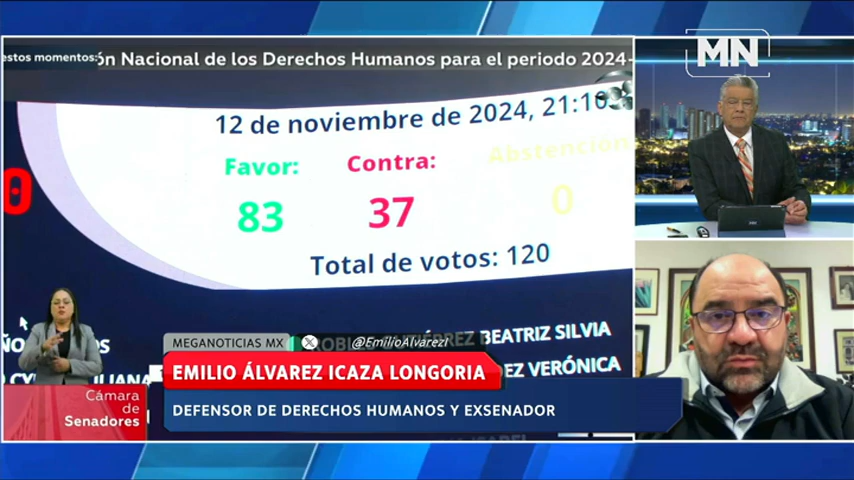 estos momentos:
ón Nacional de los Derechos Humanos para el periodo 2024-
MN
12 de noviembre de 2024, 21:10
Favor:
Contra:
Abstención
83
37
0
0
Total de votos: 120
MEGANOTICIAS MX
X
@EmilioAlvarezI
BEATRIZ SILVIA
EMILIO ÁLVAREZ ICAZA LONGORIA
VERÓNICA
Cámara
de
Senadores
DEFENSOR DE DERECHOS HUMANOS Y EXSENADOR